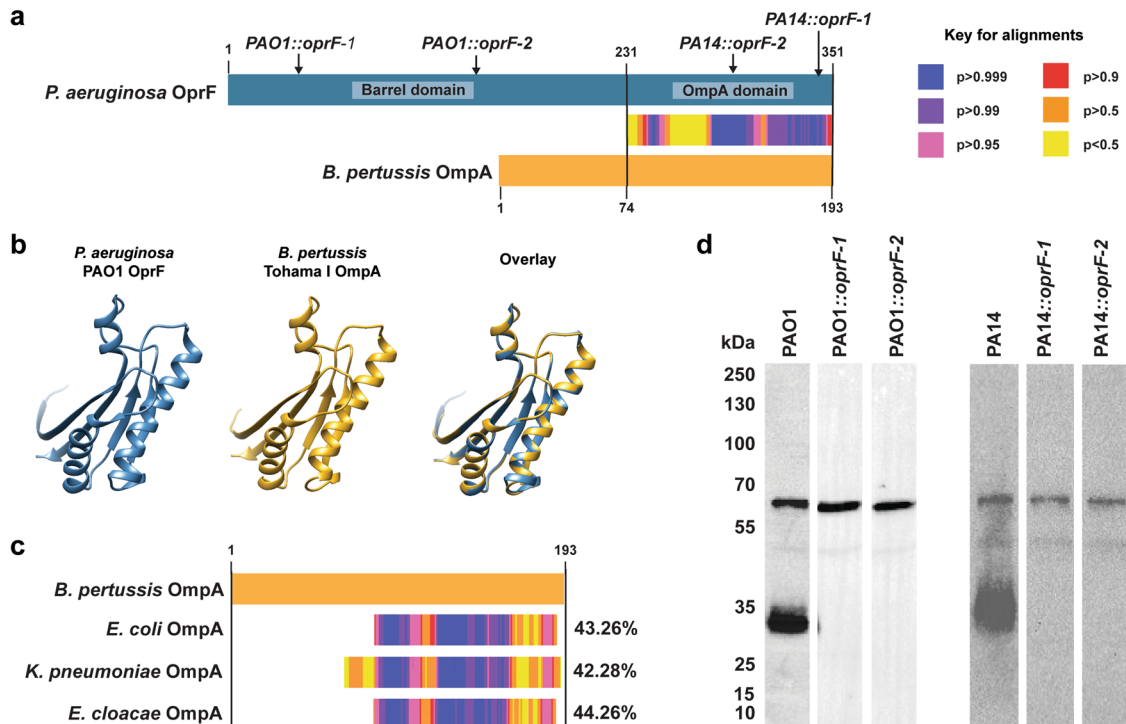 a
PAO1::oprF-1
PAO1::oprF-2
PA14::oprF-2
PA14::oprF-1
Key for alignments
1
231
351
P. aeruginosa OprF
Barrel domain
OmpA domain
p>0.999
p>0.9
p>0.99
p>0.5
p>0.95
p<0.5
B. pertussis OmpA
1
74
193
b
P. aeruginosa
PAO1 OprF
B. pertussis
Tohama I OmpA
Overlay
c
1
193
B. pertussis OmpA
E. coli OmpA
43.26%
K. pneumoniae OmpA
42.28%
E. cloacae OmpA
44.26%
d
kDa
PAO1
PAO1::oprF-1
PAO1::oprF-2
PA14
PA14::oprF-1
PA14::oprF-2
250
130
100
70
55
35
25
15
10